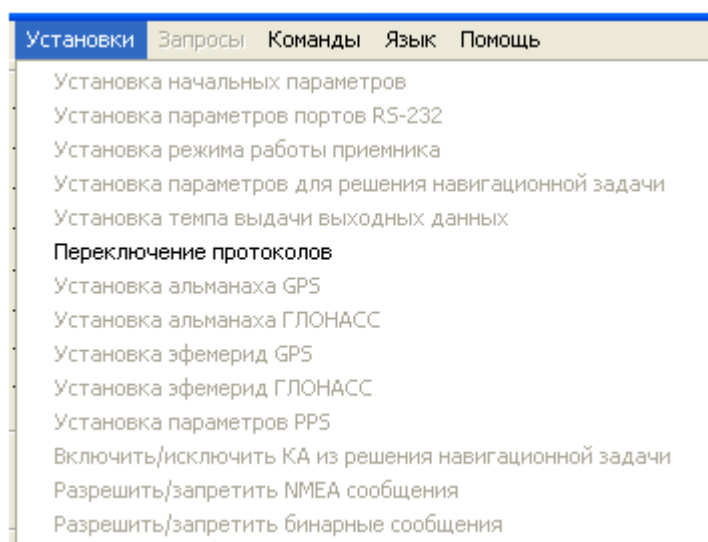 Установки Запросы Команды Язык Помощь
Установка начальных параметров
Установка параметров портов RS-232
Установка режима работы приемника
Установка параметров для решения навигационной задачи
Установка темпа выдачи выходных данных
Переключение протоколов
Установка альманаха GPS
Установка альманаха ГЛОНАСС
Установка эфемерид GPS
Установка эфемерид ГЛОНАСС
Установка параметров PPS
Включить/исключить КА из решения навигационной задачи
Разрешить/запретить NMEA сообщения
Разрешить/запретить бинарные сообщения